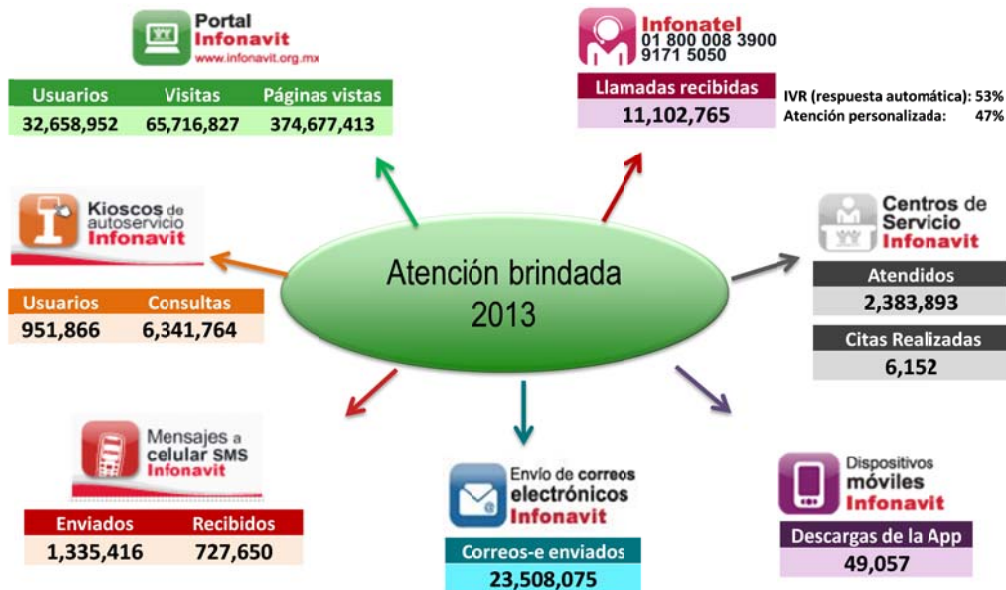 Portal
Infonavit
www.infonavit.org.mx
Usuarios Visitas Páginas vistas
32,658,952 65,716,827 374,677,413
Infonatel
01 800 008 3900
9171 5050
Llamadas recibidas
11,102,765
IVR (respuesta automática): 53%
Atención personalizada: 47%
Kioscos de
autoservicio
Infonavit
Usuarios Consultas
951,866 6,341,764
Atención brindada
2013
Centros de
Servicio
Infonavit
Atendidos
2,383,893
Citas Realizadas
6,152
Mensajes a
celular SMS
Infonavit
Enviados Recibidos
1,335,416 727,650
Envío de correos
electrónicos
Infonavit
Correos-e enviados
23,508,075
Dispositivos
móviles
Infonavit
Descargas de la App
49,057